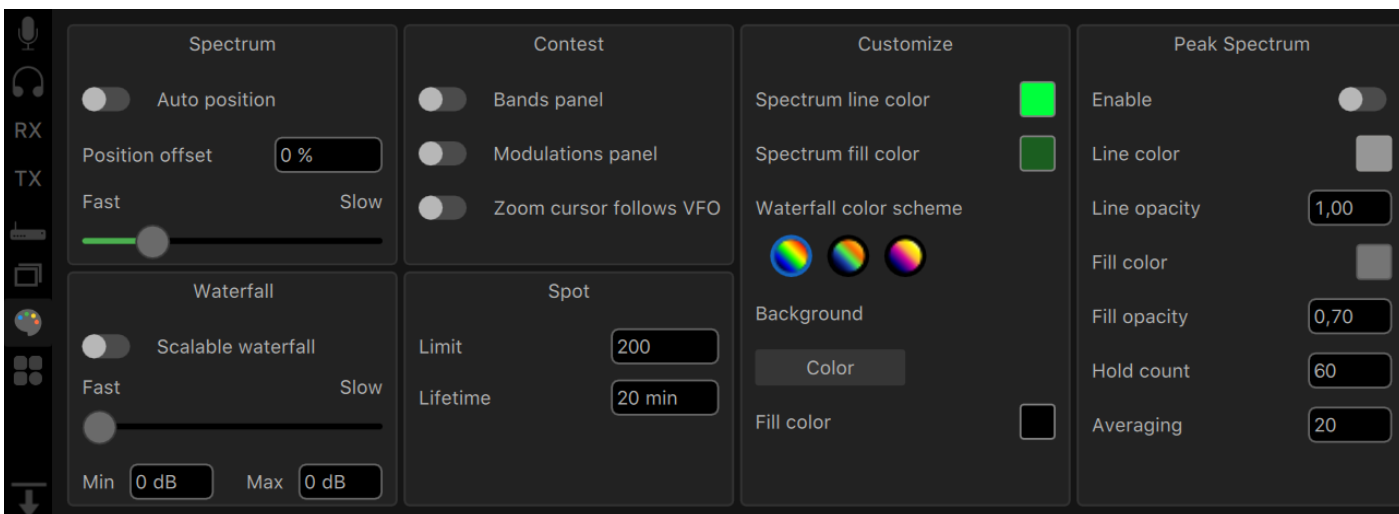 RX
TX
Spectrum
Auto position
Position offset 0 %
Fast Slow
Waterfall
Scalable waterfall
Fast Slow
Min 0 dB Max 0 dB
Contest
Bands panel
Modulations panel
Zoom cursor follows VFO
Spot
Limit 200
Lifetime 20 min
Customize
Spectrum line color
Spectrum fill color
Waterfall color scheme
Background
Color
Fill color
Peak Spectrum
Enable
Line color
Line opacity 1,00
Fill color
Fill opacity 0,70
Hold count 60
Averaging 20